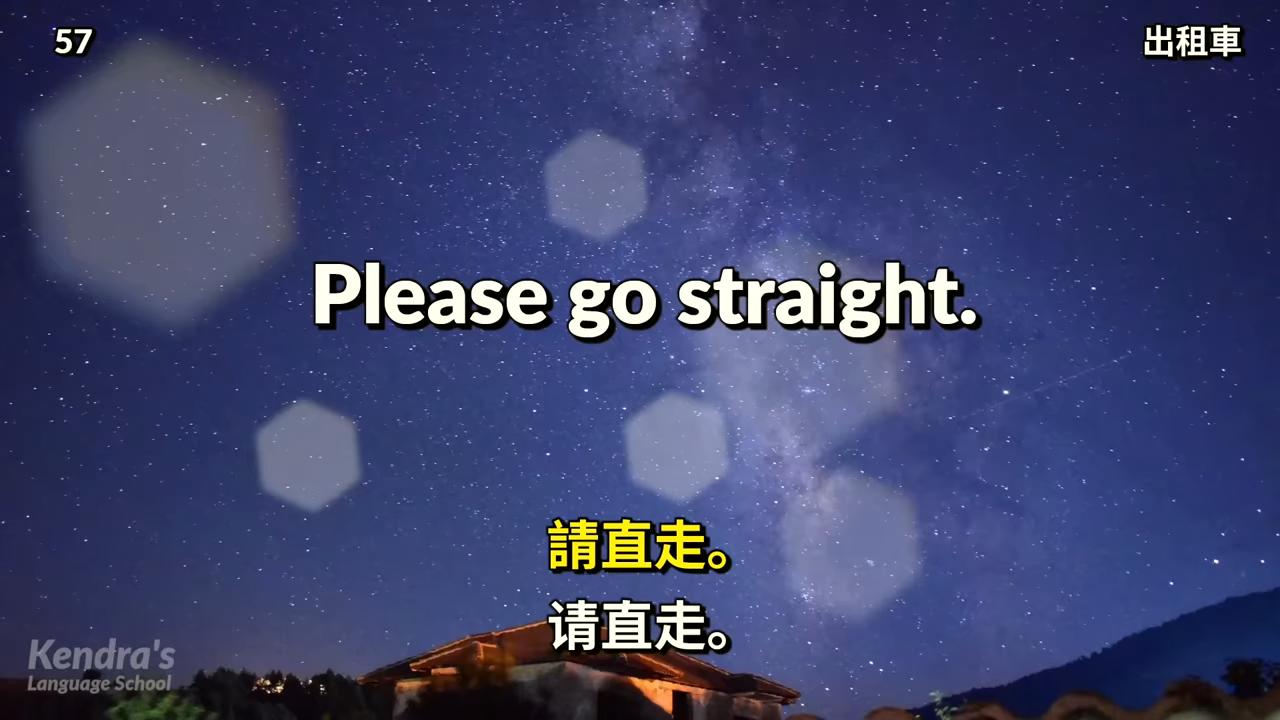 57
出租車
Please go straight.
請直走。
请直走。
Kendra's
Language School